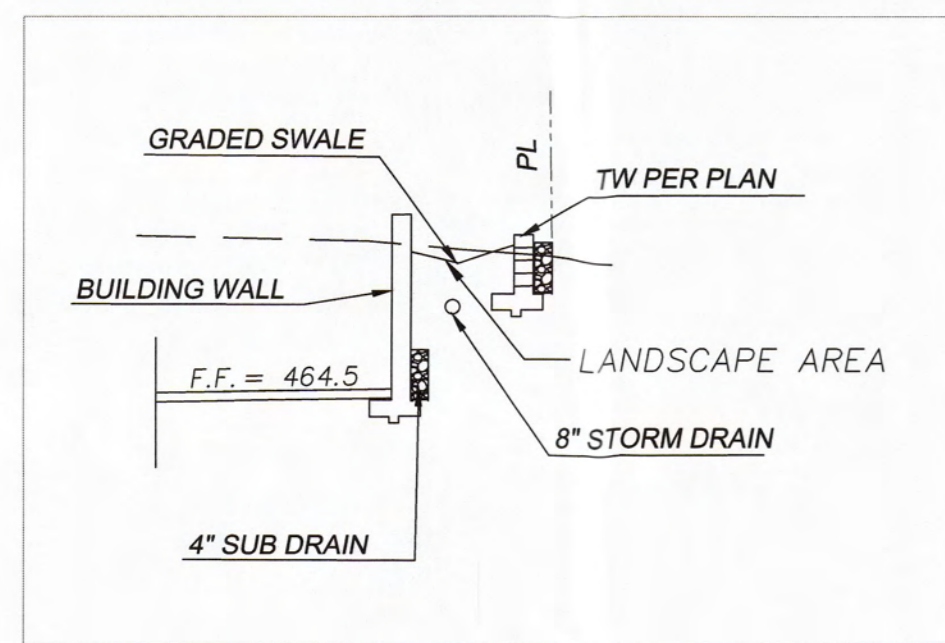 GRADED SWALE
PL
TW PER PLAN
BUILDING WALL
LANDSCAPE AREA
F.F. = 464.5
8" STORM DRAIN
4" SUB DRAIN